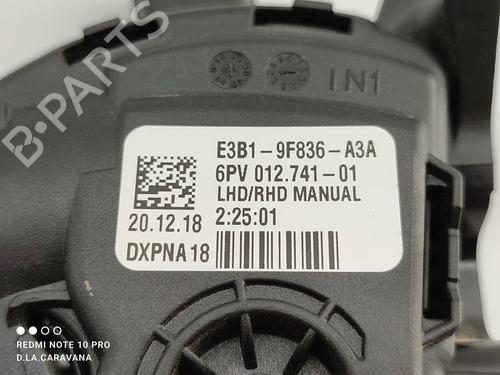 IN1
E3B1-9F836-A3A
6PV 012.741-01
LHD/RHD MANUAL
20.12.18 2:25:01
DXPNA18
B-PARTS
REDMI NOTE 10 PRO
D.LA.CARAVANA